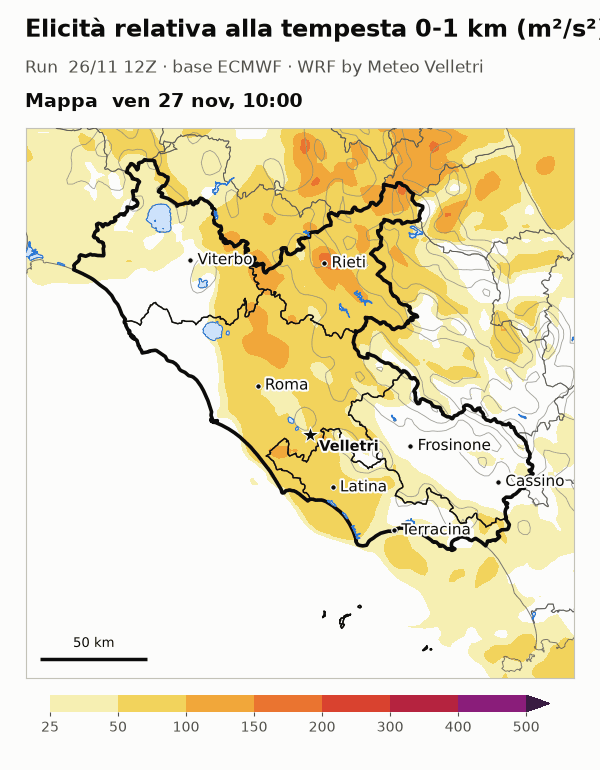 Elicità relativa alla tempesta 0-1 km (m²/s²)
Run  26/11 12Z · base ECMWF · WRF by Meteo Velletri
Mappa  ven 27 nov, 10:00
Viterbo
Rieti
Roma
Velletri
Frosinone
Cassino
Latina
Terracina
50 km
25 50 100 150 200 300 400 500